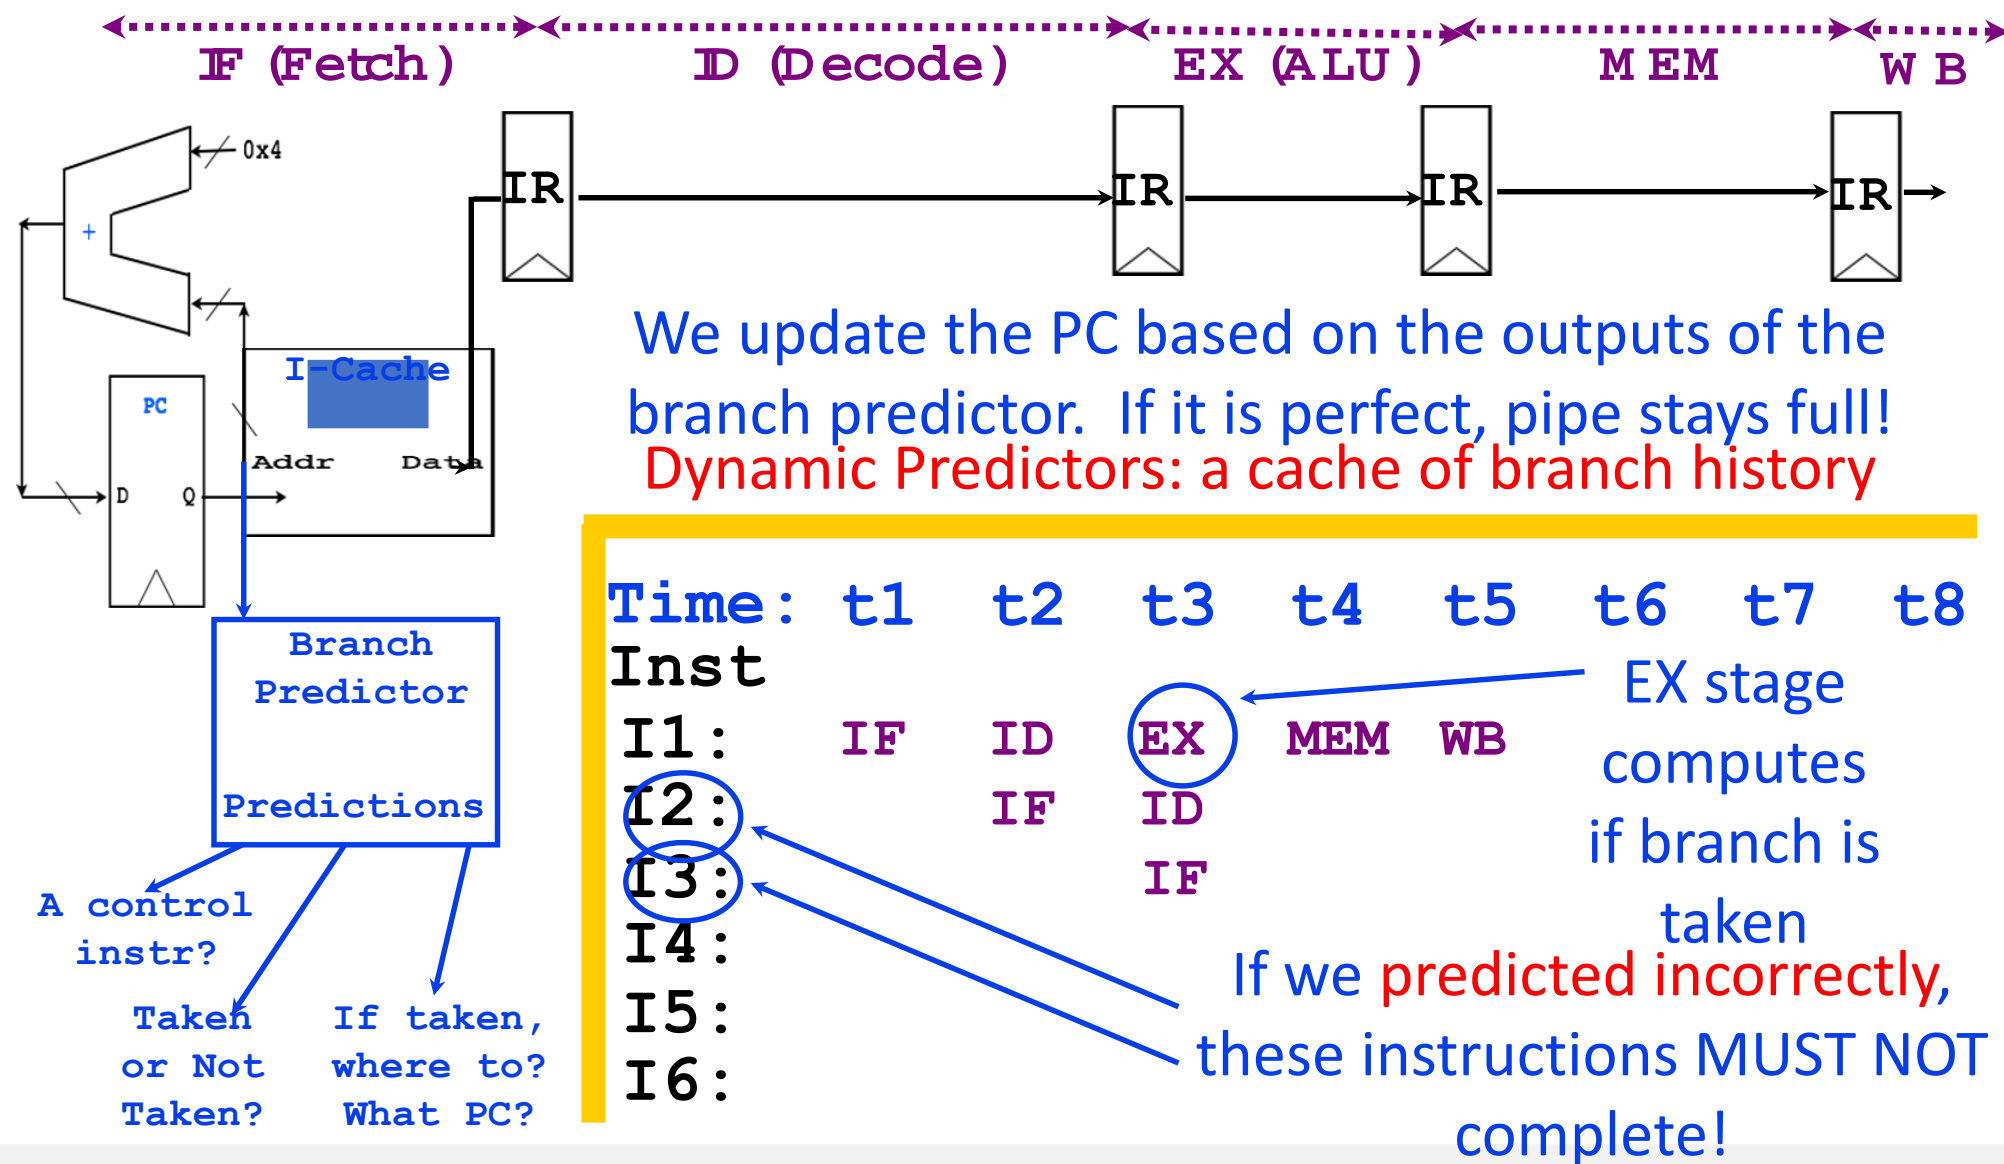 IF (Fetch)
ID (Decode)
EX (ALU)
MEM
WB
0x4
+
IR
IR
IR
IR
PC
D
Q
I-Cache
Addr
Data
We update the PC based on the outputs of the
branch predictor. If it is perfect, pipe stays full!
Dynamic Predictors: a cache of branch history
Branch
Predictor
Predictions
A control
instr?
Taken
or Not
Taken?
If taken,
where to?
What PC?
Time: t1 t2 t3 t4 t5 t6 t7 t8
Inst
I1: IF ID EX MEM WB
I2: IF ID
I3: IF
I4:
I5:
I6:
EX stage
computes
if branch is
taken
If we predicted incorrectly,
these instructions MUST NOT
complete!